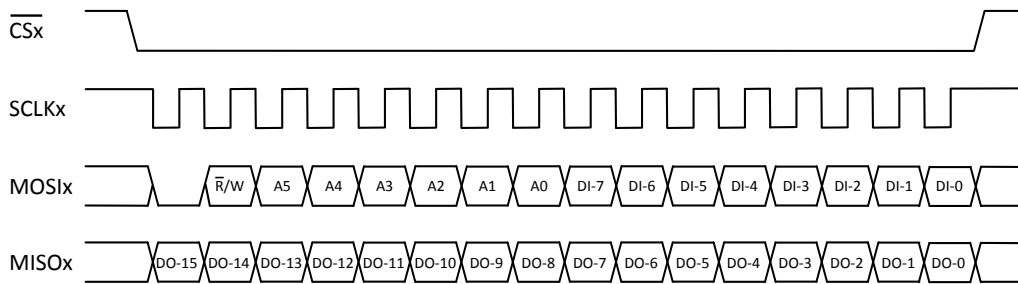 C̅S̅x̅
SCLKx
MOSIx R̅/W A5 A4 A3 A2 A1 A0 DI-7 DI-6 DI-5 DI-4 DI-3 DI-2 DI-1 DI-0
MISOx DO-15 DO-14 DO-13 DO-12 DO-11 DO-10 DO-9 DO-8 DO-7 DO-6 DO-5 DO-4 DO-3 DO-2 DO-1 DO-0